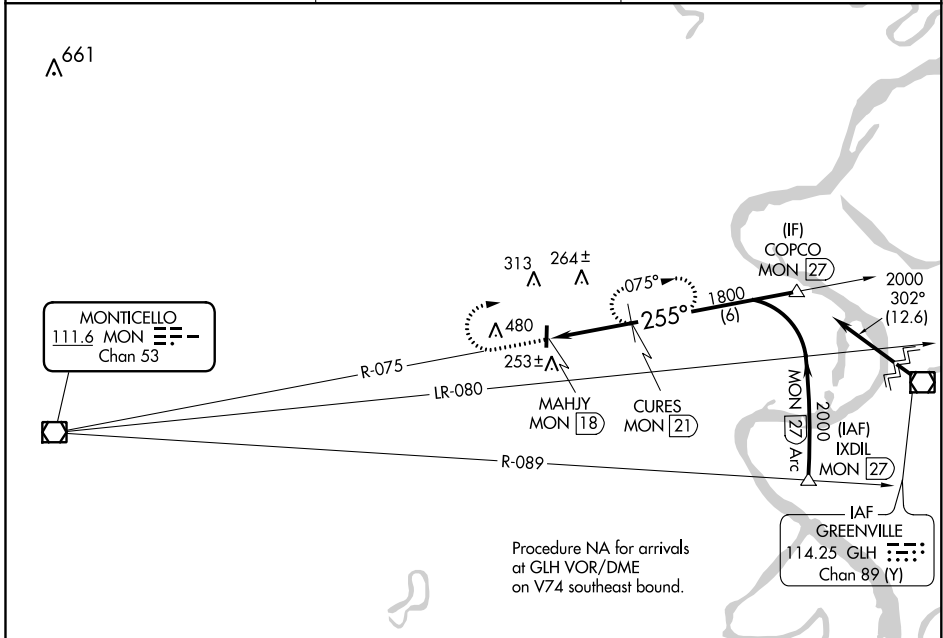 661
(IF)
COPCO
MON 27
313
264±
075°
1800
(6)
255°
2000
302°
(12.6)
MONTICELLO
111.6 MON
Chan 53
480
253±
R-075
LR-080
MAHJY
MON 18
CURES
MON 21
MON 27 Arc
2000
(IAF)
IXDIL
MON 27
R-089
IAF
GREENVILLE
114.25 GLH
Chan 89 (Y)
Procedure NA for arrivals
at GLH VOR/DME
on V74 southeast bound.